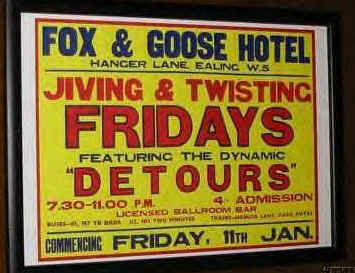 FOX & GOOSE HOTEL
HANGER LANE, EALING W.5
JIVING & TWISTING
FRIDAYS
FEATURING THE DYNAMIC
"DETOURS"
7.30-11.00 P.M. 4/- ADMISSION
LICENSED BALLROOM BAR
COMMENCING FRIDAY, 11TH JAN.